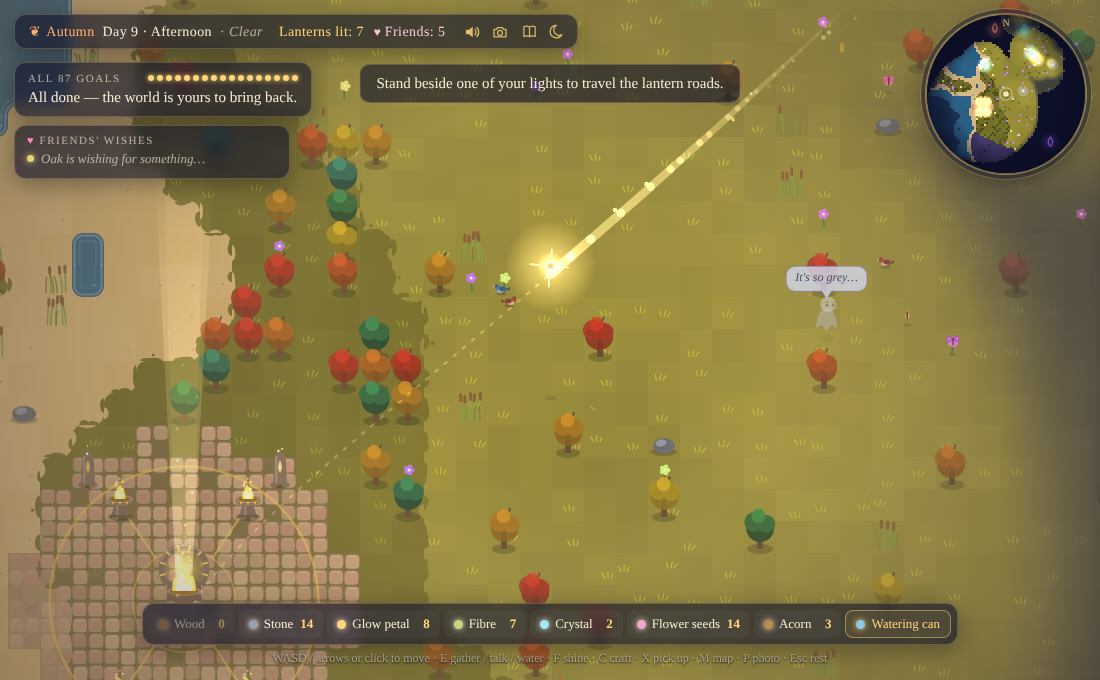 Autumn Day 9 · Afternoon · Clear Lanterns lit: 7 ♥ Friends: 5
ALL 87 GOALS
All done — the world is yours to bring back.
Stand beside one of your lights to travel the lantern roads.
N
♥ FRIENDS' WISHES
Oak is wishing for something…
It's so grey…
Wood 0 Stone 14 Glow petal 8 Fibre 7 Crystal 2 Flower seeds 14 Acorn 3 Watering can
WASD / arrows or click to move · E gather / talk / water · F shine · C craft · X pick up · M map · P photo · Esc rest